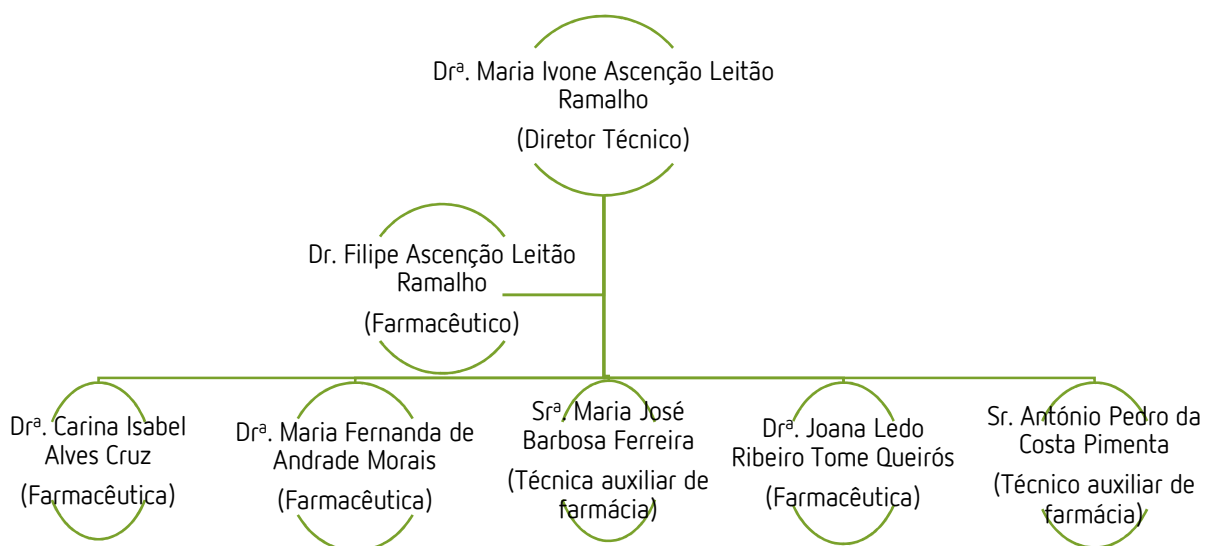 Drª. Maria Ivone Ascenção Leitão
Ramalho
(Diretor Técnico)
Dr. Filipe Ascenção Leitão
Ramalho
(Farmacêutico)
Drª. Carina Isabel
Alves Cruz
(Farmacêutica)
Drª. Maria Fernanda de
Andrade Morais
(Farmacêutica)
Srª. Maria José
Barbosa Ferreira
(Técnica auxiliar de
farmácia)
Drª. Joana Ledo
Ribeiro Tome Queirós
(Farmacêutica)
Sr. António Pedro da
Costa Pimenta
(Técnico auxiliar de
farmácia)